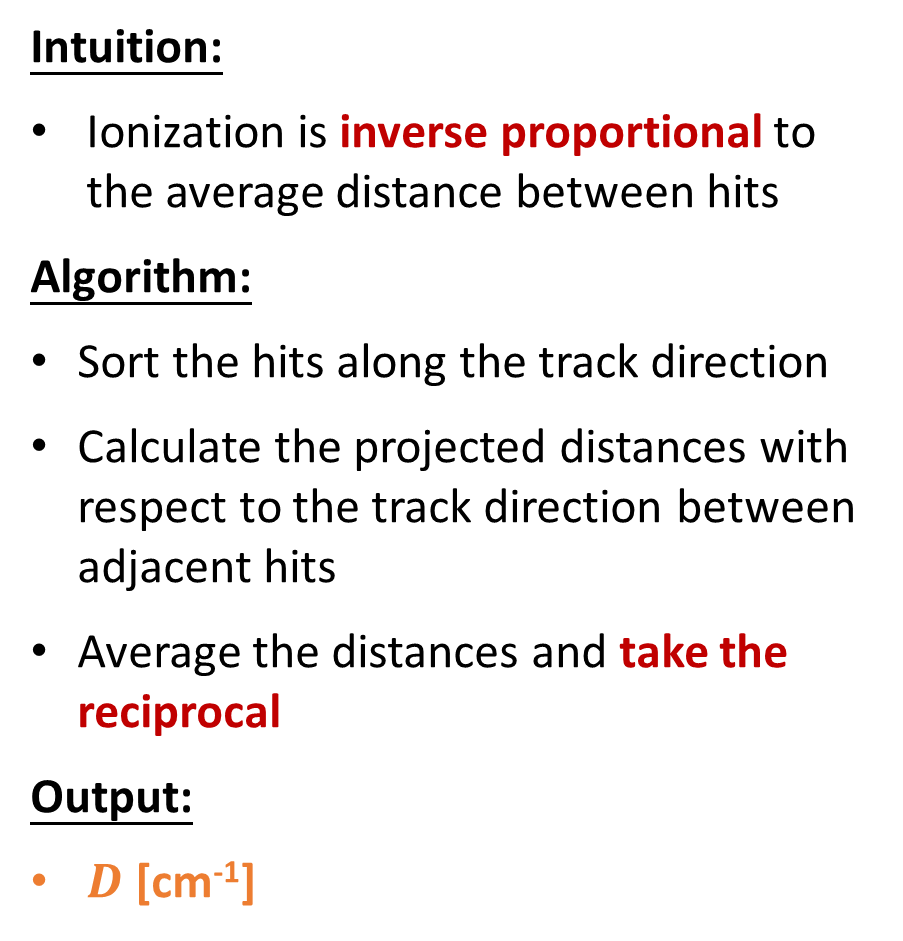 Intuition:
• Ionization is inverse proportional to
the average distance between hits
Algorithm:
• Sort the hits along the track direction
• Calculate the projected distances with
respect to the track direction between
adjacent hits
• Average the distances and take the
reciprocal
Output:
• D [cm⁻¹]